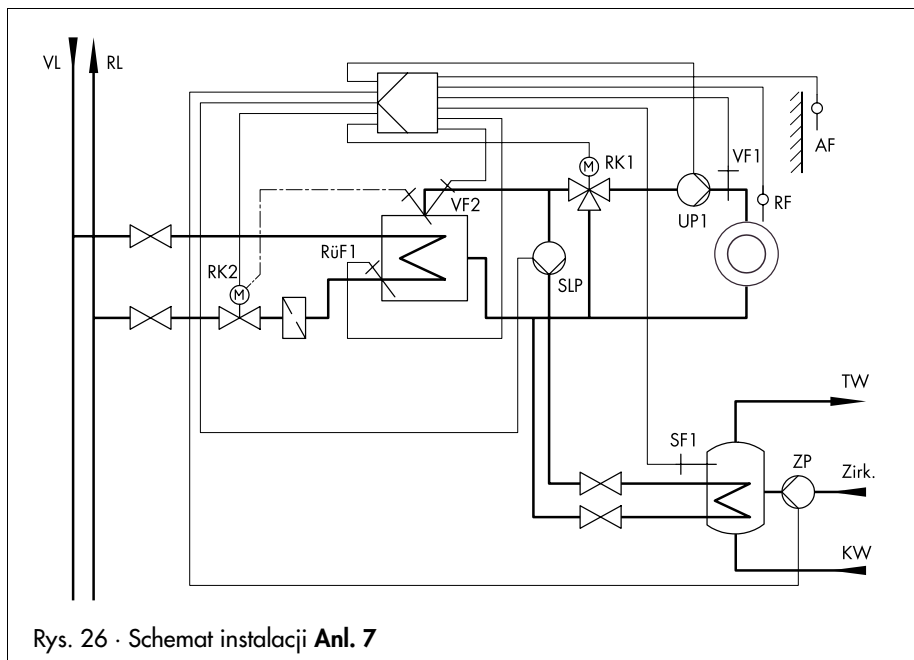 VL
RL
M
RK1
VF1
AF
RF
VF2
UP1
RüF1
RK2
M
SLP
TW
SF1
ZP
Zirk.
KW
Rys. 26 · Schemat instalacji Anl. 7